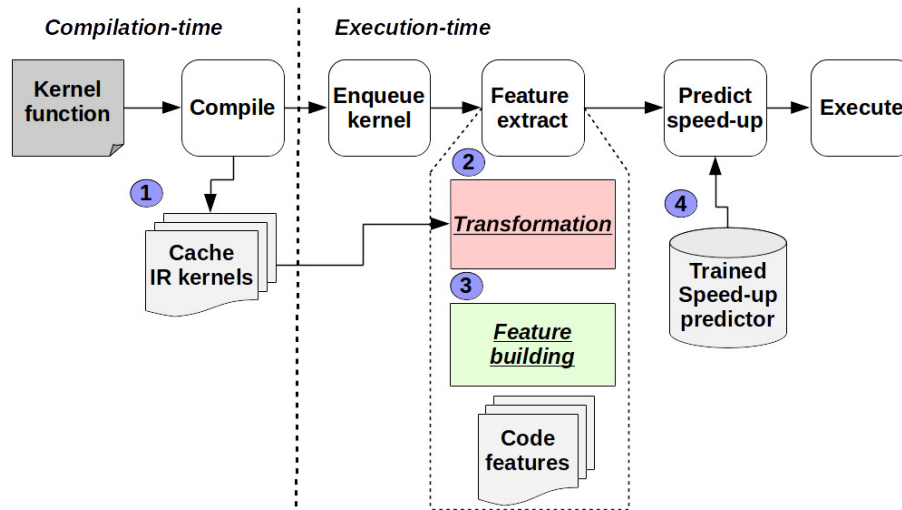 Compilation-time
Execution-time
Kernel
function
Compile
Enqueue
kernel
Feature
extract
Predict
speed-up
Execute
1
Cache
IR kernels
2
Transformation
3
Feature
building
Code
features
4
Trained
Speed-up
predictor